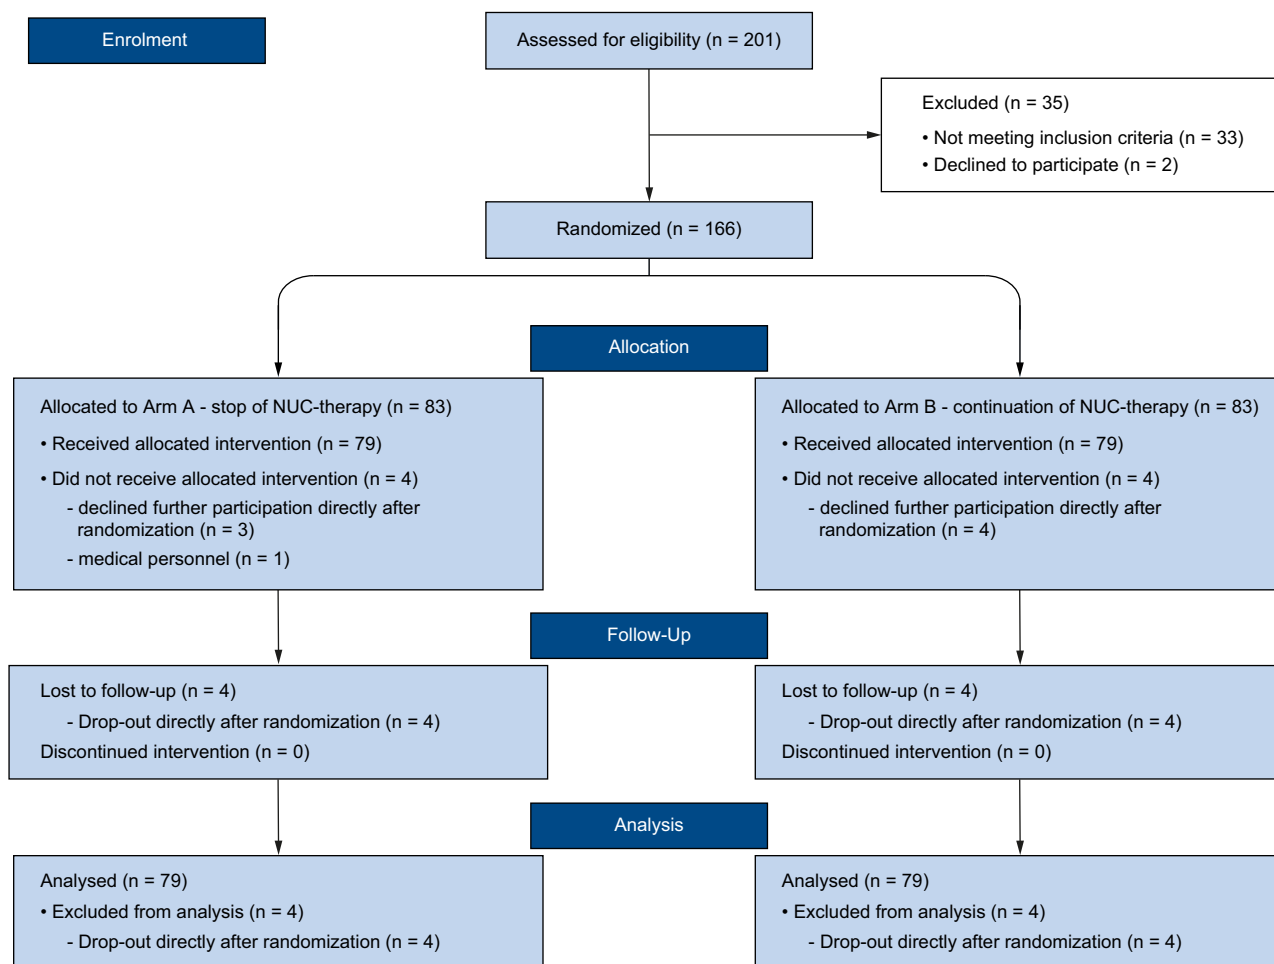 Enrolment
Assessed for eligibility (n = 201)
Excluded (n = 35)
• Not meeting inclusion criteria (n = 33)
• Declined to participate (n = 2)
Randomized (n = 166)
Allocation
Allocated to Arm A - stop of NUC-therapy (n = 83)
• Received allocated intervention (n = 79)
• Did not receive allocated intervention (n = 4)
- declined further participation directly after
randomization (n = 3)
- medical personnel (n = 1)
Allocated to Arm B - continuation of NUC-therapy (n = 83)
• Received allocated intervention (n = 79)
• Did not receive allocated intervention (n = 4)
- declined further participation directly after
randomization (n = 4)
Follow-Up
Lost to follow-up (n = 4)
- Drop-out directly after randomization (n = 4)
Discontinued intervention (n = 0)
Lost to follow-up (n = 4)
- Drop-out directly after randomization (n = 4)
Discontinued intervention (n = 0)
Analysis
Analysed (n = 79)
• Excluded from analysis (n = 4)
- Drop-out directly after randomization (n = 4)
Analysed (n = 79)
• Excluded from analysis (n = 4)
- Drop-out directly after randomization (n = 4)